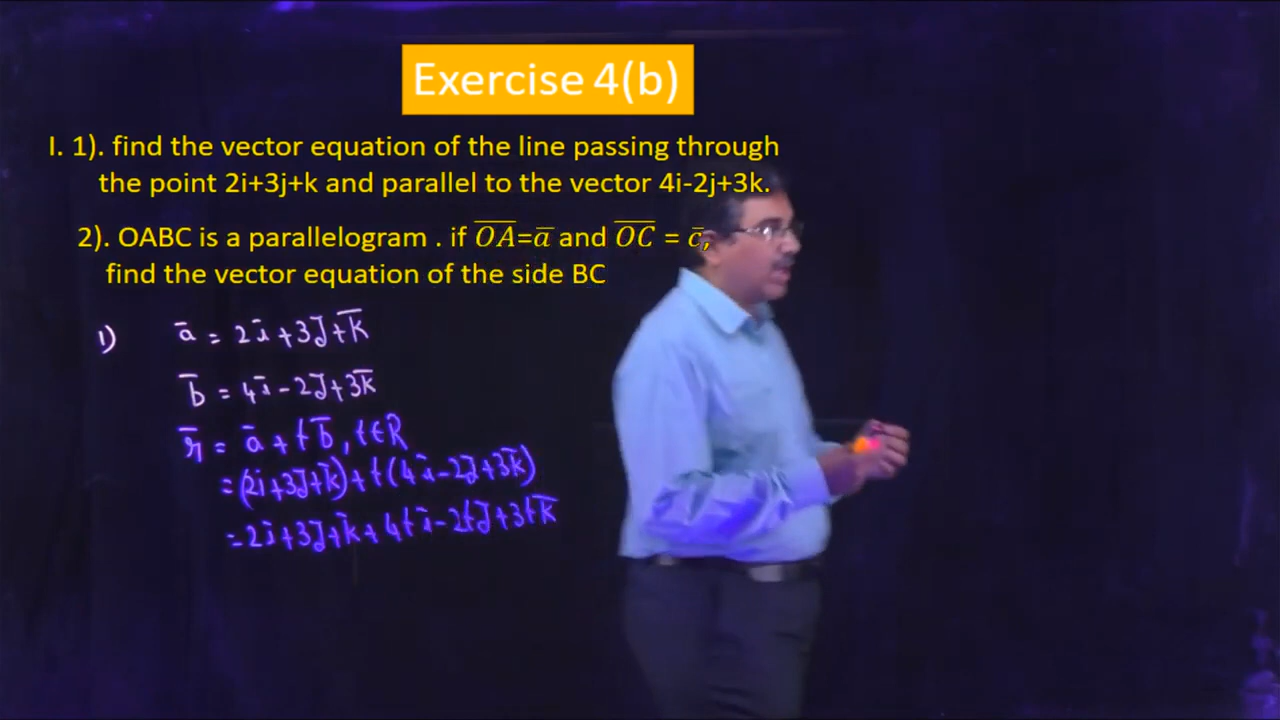 Exercise 4(b)
I. 1). find the vector equation of the line passing through
the point 2i+3j+k and parallel to the vector 4i-2j+3k.
2). OABC is a parallelogram . if O̅A̅=a̅ and O̅C̅ = c̅,
find the vector equation of the side BC
1) a̅ = 2i̅+3j̅+k̅
b̅ = 4i̅-2j̅+3k̅
r̅ = a̅+tb̅, t∈R
=(2i̅+3j̅+k̅)+t(4i̅-2j̅+3k̅)
=2i̅+3j̅+k̅+4ti̅-2tj̅+3tk̅